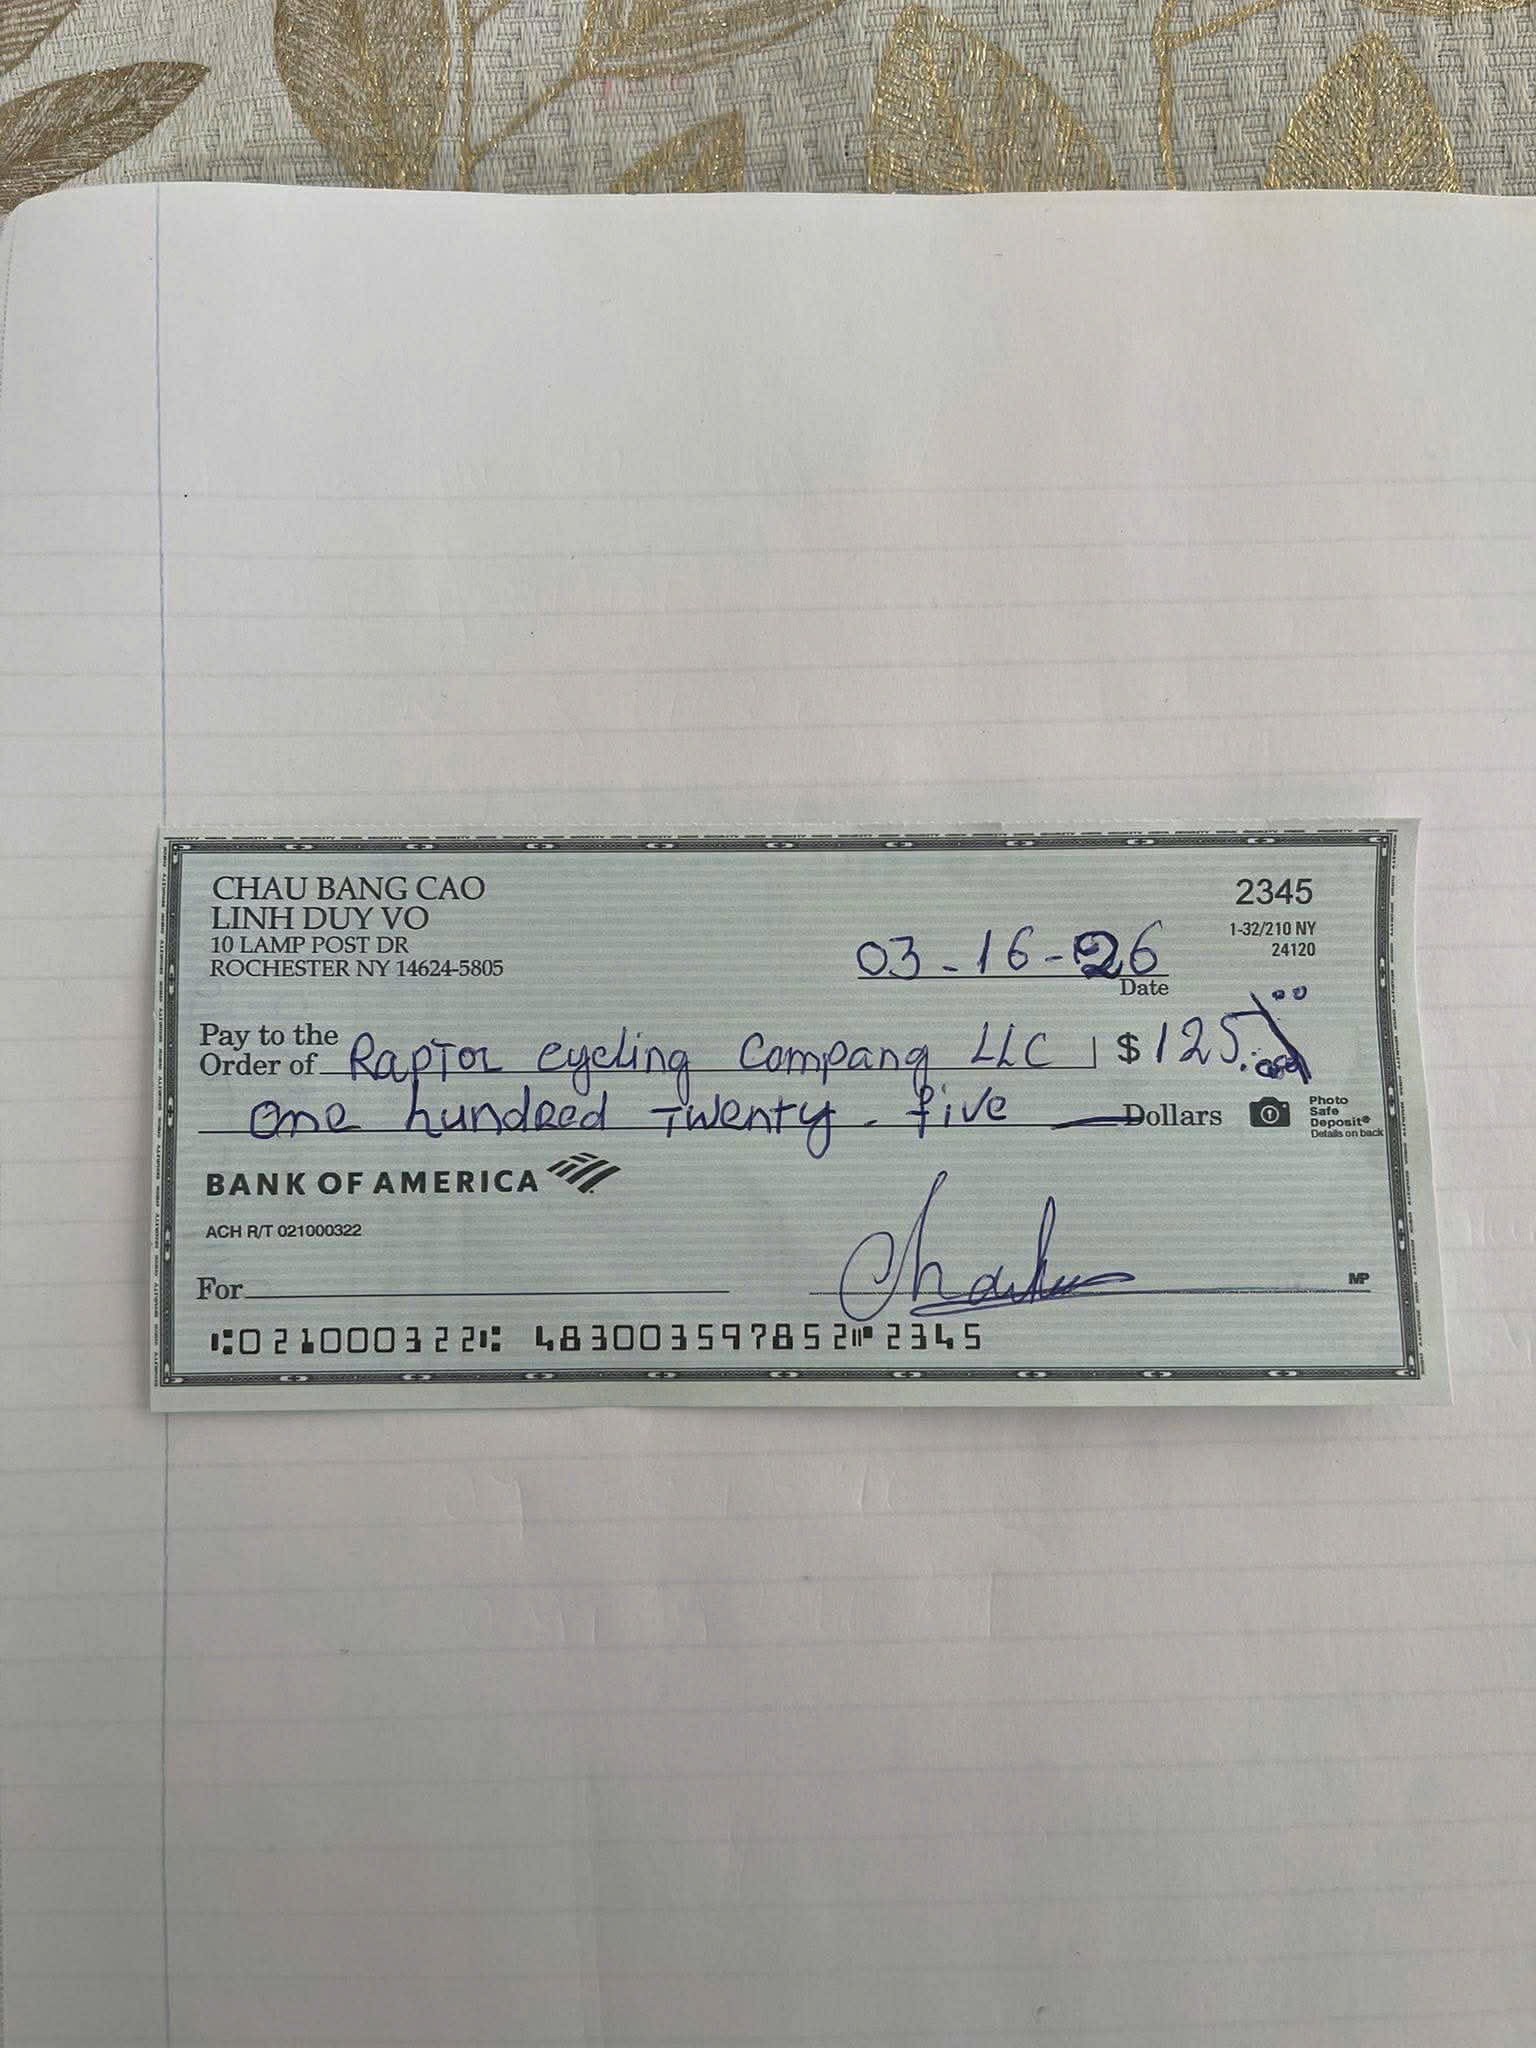 CHAU BANG CAO
LINH DUY VO
10 LAMP POST DR
ROCHESTER NY 14624-5805
2345
1-32/210 NY
24120
03-16-26
Date
Pay to the
Order of Raptor cycling Company LLC $ 125.
One hundred Twenty-five Dollars
Photo
Safe
Deposit®
Details on back
BANK OF AMERICA
ACH R/T 021000322
For
MP
⑆021000322⑆ 483003597852⑈2345